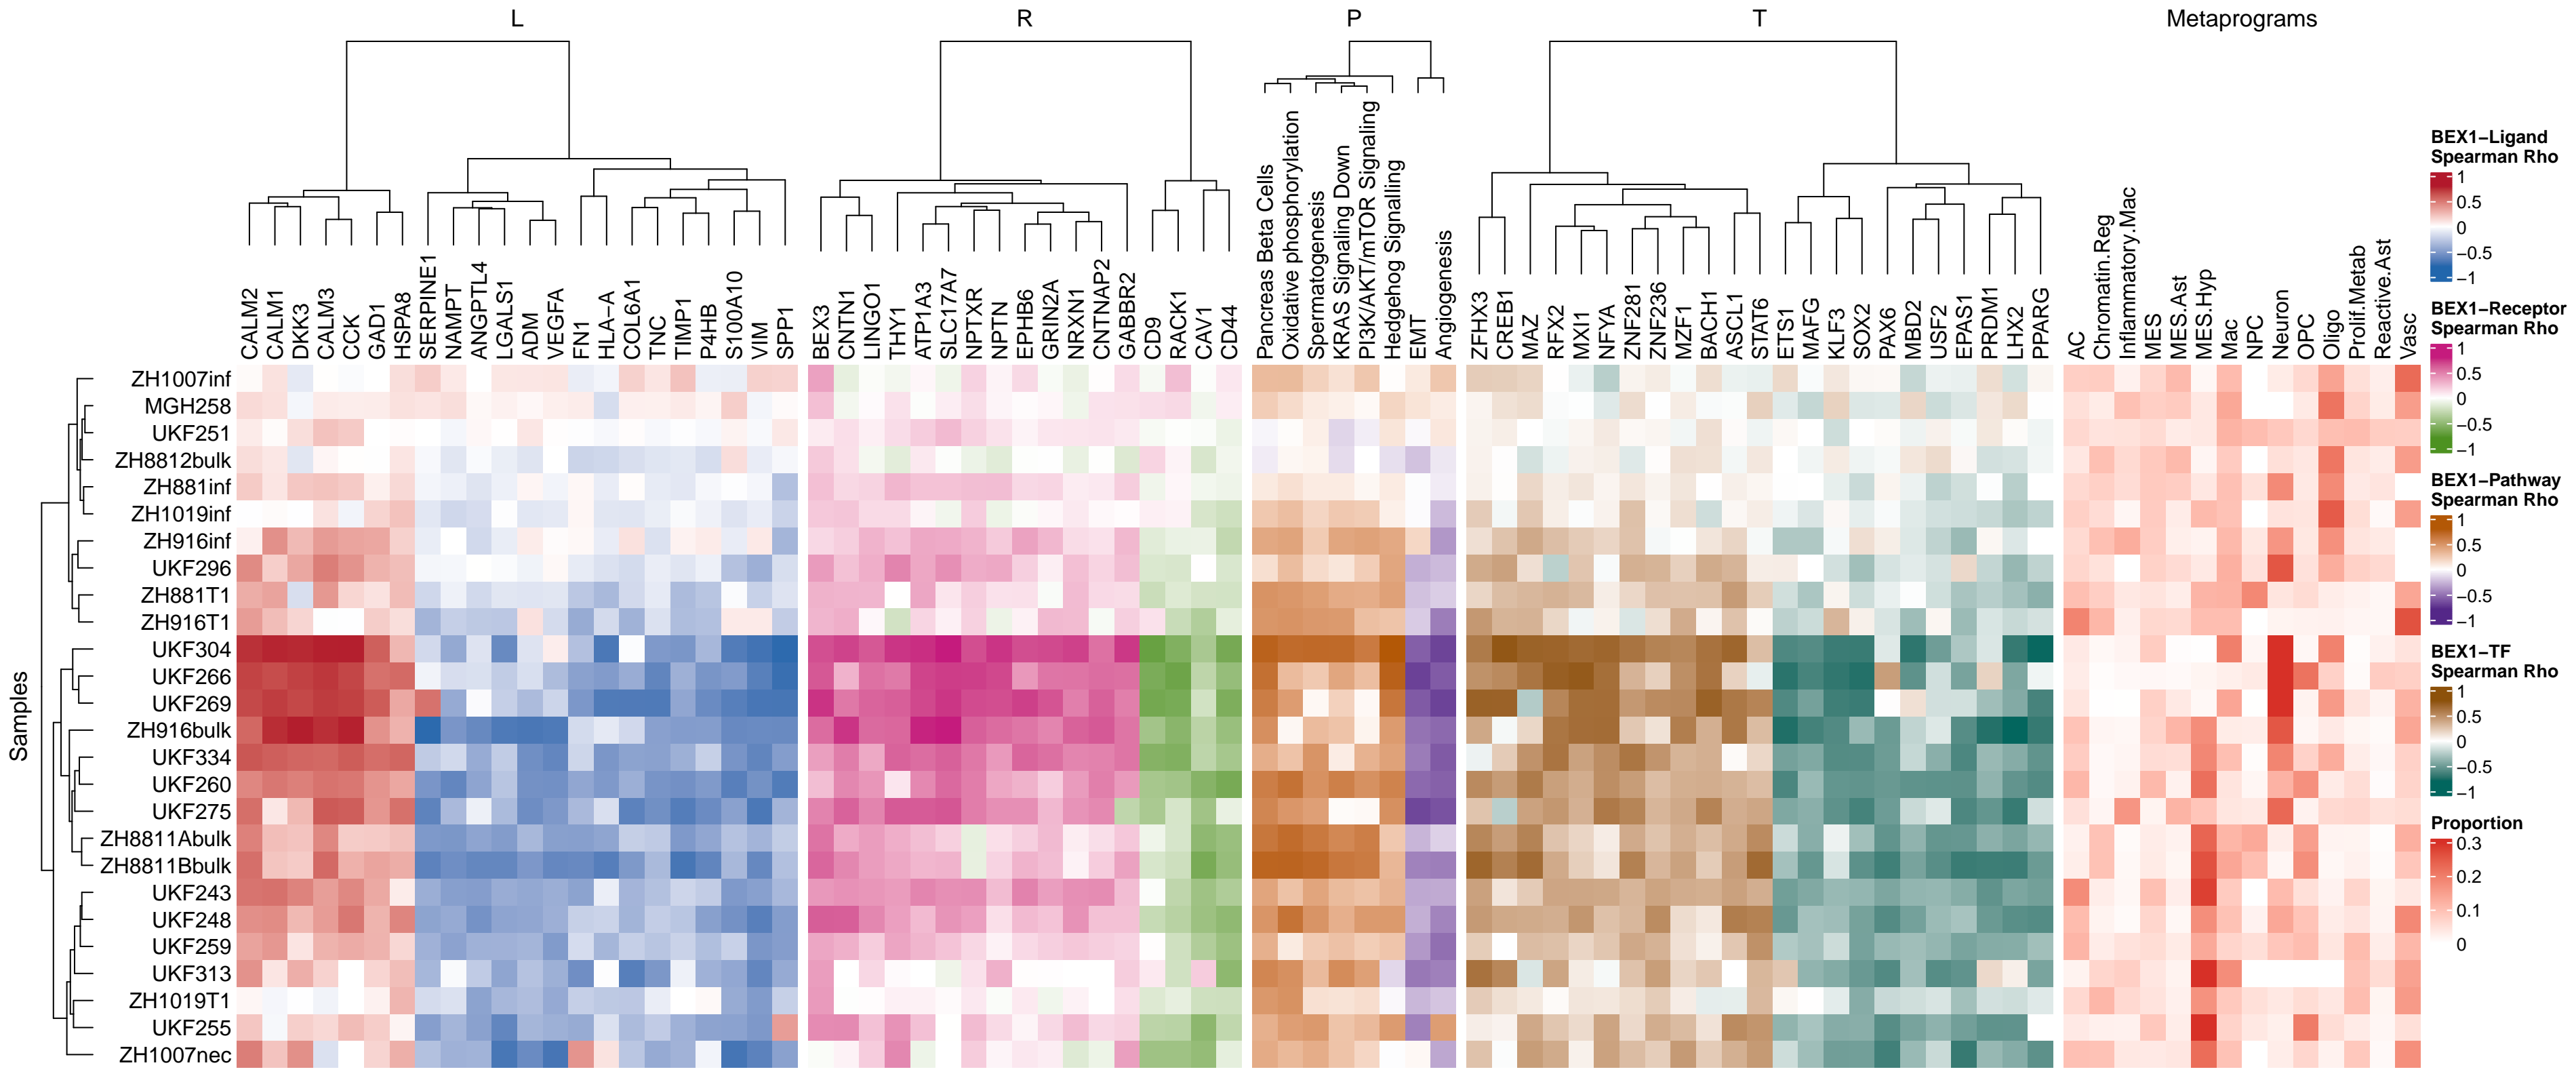 L
R
P
T
Metaprograms
CALM2
CALM1
DKK3
CALM3
CCK
GAD1
HSPA8
SERPINE1
NAMPT
ANGPTL4
LGALS1
ADM
VEGFA
FN1
HLA−A
COL6A1
TNC
TIMP1
P4HB
S100A10
VIM
SPP1
BEX3
CNTN1
LINGO1
THY1
ATP1A3
SLC17A7
NPTXR
NPTN
EPHB6
GRIN2A
NRXN1
CNTNAP2
GABBR2
CD9
RACK1
CAV1
CD44
Pancreas Beta Cells
Oxidative phosphorylation
Spermatogenesis
KRAS Signaling Down
PI3K/AKT/mTOR Signaling
Hedgehog Signalling
EMT
Angiogenesis
ZFHX3
CREB1
MAZ
RFX2
MXI1
NFYA
ZNF281
ZNF236
MZF1
BACH1
ASCL1
STAT6
ETS1
MAFG
KLF3
SOX2
PAX6
MBD2
USF2
EPAS1
PRDM1
LHX2
PPARG
AC
Chromatin.Reg
Inflammatory.Mac
MES
MES.Ast
MES.Hyp
Mac
NPC
Neuron
OPC
Oligo
Prolif.Metab
Reactive.Ast
Vasc
Samples
ZH1007inf
MGH258
UKF251
ZH8812bulk
ZH881inf
ZH1019inf
ZH916inf
UKF296
ZH881T1
ZH916T1
UKF304
UKF266
UKF269
ZH916bulk
UKF334
UKF260
UKF275
ZH8811Abulk
ZH8811Bbulk
UKF243
UKF248
UKF259
UKF313
ZH1019T1
UKF255
ZH1007nec
BEX1−Ligand
Spearman Rho
1
0.5
0
−0.5
−1
BEX1−Receptor
Spearman Rho
1
0.5
0
−0.5
−1
BEX1−Pathway
Spearman Rho
1
0.5
0
−0.5
−1
BEX1−TF
Spearman Rho
1
0.5
0
−0.5
−1
Proportion
0.3
0.2
0.1
0